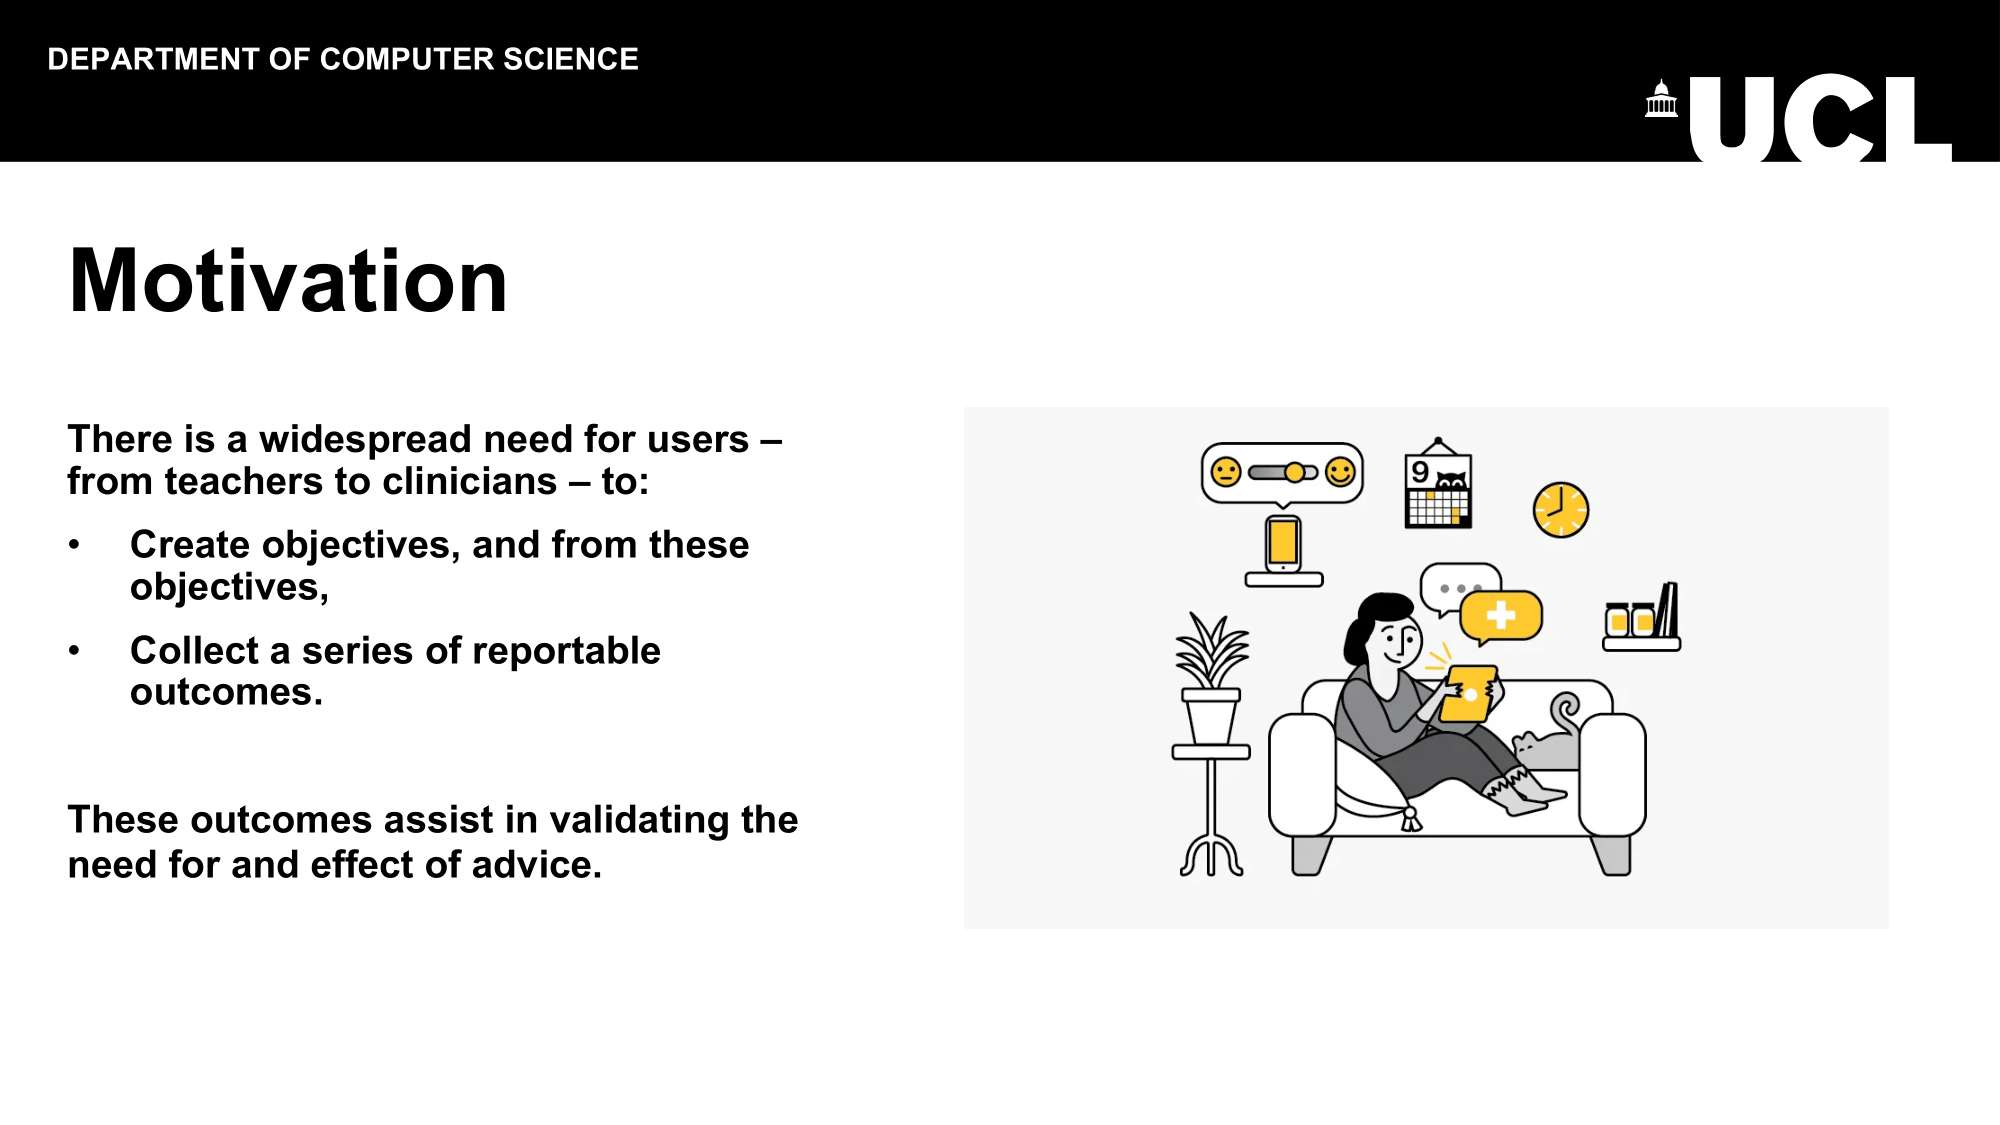 DEPARTMENT OF COMPUTER SCIENCE
UCL
Motivation
There is a widespread need for users –
from teachers to clinicians – to:
• Create objectives, and from these
objectives,
• Collect a series of reportable
outcomes.
These outcomes assist in validating the
need for and effect of advice.
9